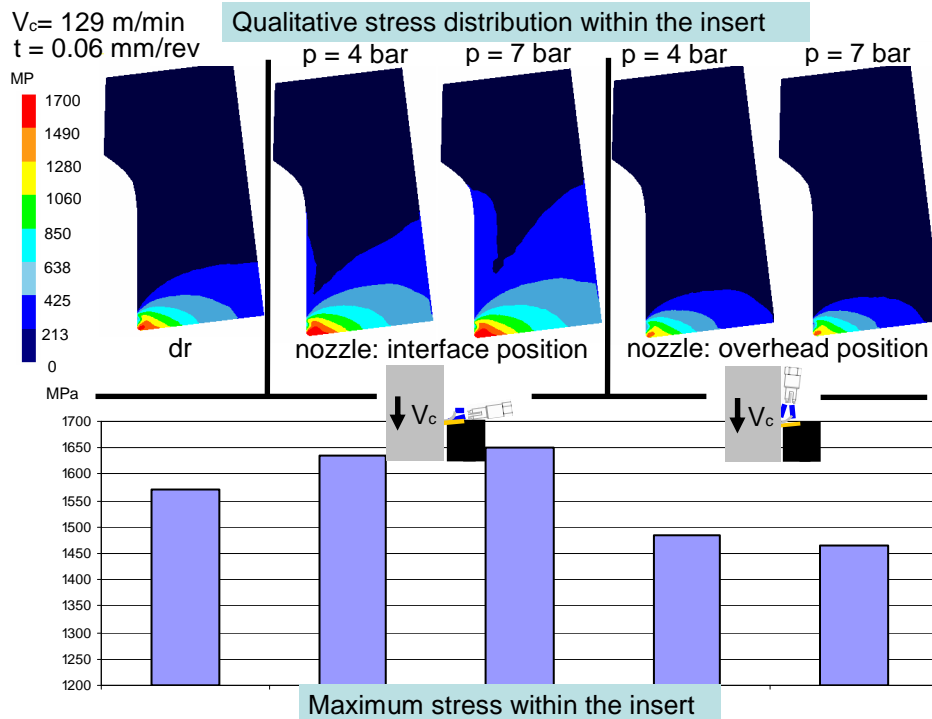 Vc= 129 m/min
t = 0.06 mm/rev
Qualitative stress distribution within the insert
p = 4 bar
p = 7 bar
p = 4 bar
p = 7 bar
MP
1700
1490
1280
1060
850
638
425
213
0
dr
nozzle: interface position
nozzle: overhead position
MPa
Vc
Vc
1700
1650
1600
1550
1500
1450
1400
1350
1300
1250
1200
Maximum stress within the insert